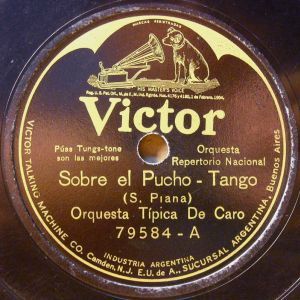 MARCAS REGISTRADAS
HIS MASTER'S VOICE
Victor
Púas Tungs-tone
son las mejores
Orquesta
Repertorio Nacional
Sobre el Pucho - Tango
(S. Piana)
Orquesta Típica De Caro
79584 - A
INDUSTRIA ARGENTINA
VICTOR TALKING MACHINE CO. Camden, N. J. E. U. de A., SUCURSAL ARGENTINA, Buenos Aires